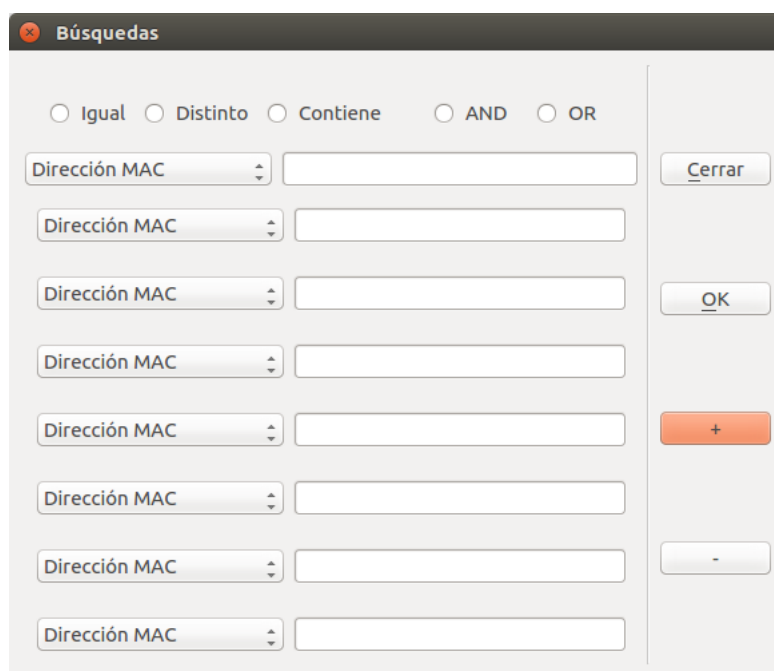 Búsquedas
Igual Distinto Contiene AND OR
Dirección MAC Cerrar
Dirección MAC
Dirección MAC OK
Dirección MAC
Dirección MAC +
Dirección MAC
Dirección MAC -
Dirección MAC